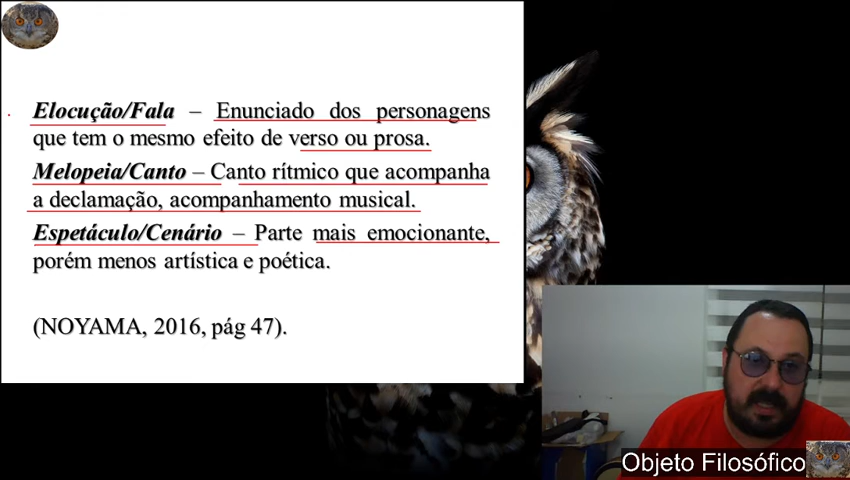 Elocução/Fala – Enunciado dos personagens
que tem o mesmo efeito de verso ou prosa.
Melopeia/Canto – Canto rítmico que acompanha
a declamação, acompanhamento musical.
Espetáculo/Cenário – Parte mais emocionante,
porém menos artística e poética.
(NOYAMA, 2016, pág 47).
Objeto Filosófico